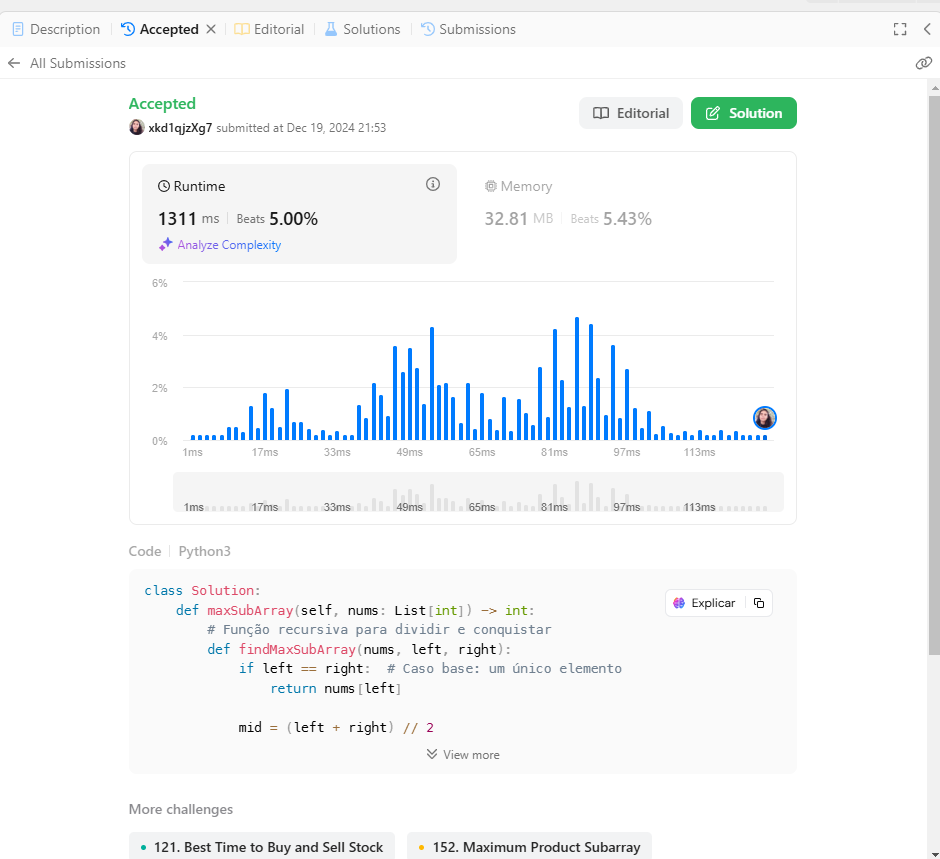 Description Accepted Editorial Solutions Submissions
All Submissions
Accepted
xkd1qjzXg7 submitted at Dec 19, 2024 21:53
Editorial Solution
Runtime
1311 ms Beats 5.00%
Analyze Complexity
Memory
32.81 MB Beats 5.43%
6%
4%
2%
0%
1ms 17ms 33ms 49ms 65ms 81ms 97ms 113ms
1ms 17ms 33ms 49ms 65ms 81ms 97ms 113ms
Code Python3
Explicar
class Solution:
    def maxSubArray(self, nums: List[int]) -> int:
        # Função recursiva para dividir e conquistar
        def findMaxSubArray(nums, left, right):
            if left == right:  # Caso base: um único elemento
                return nums[left]
            mid = (left + right) // 2
View more
More challenges
121. Best Time to Buy and Sell Stock 152. Maximum Product Subarray